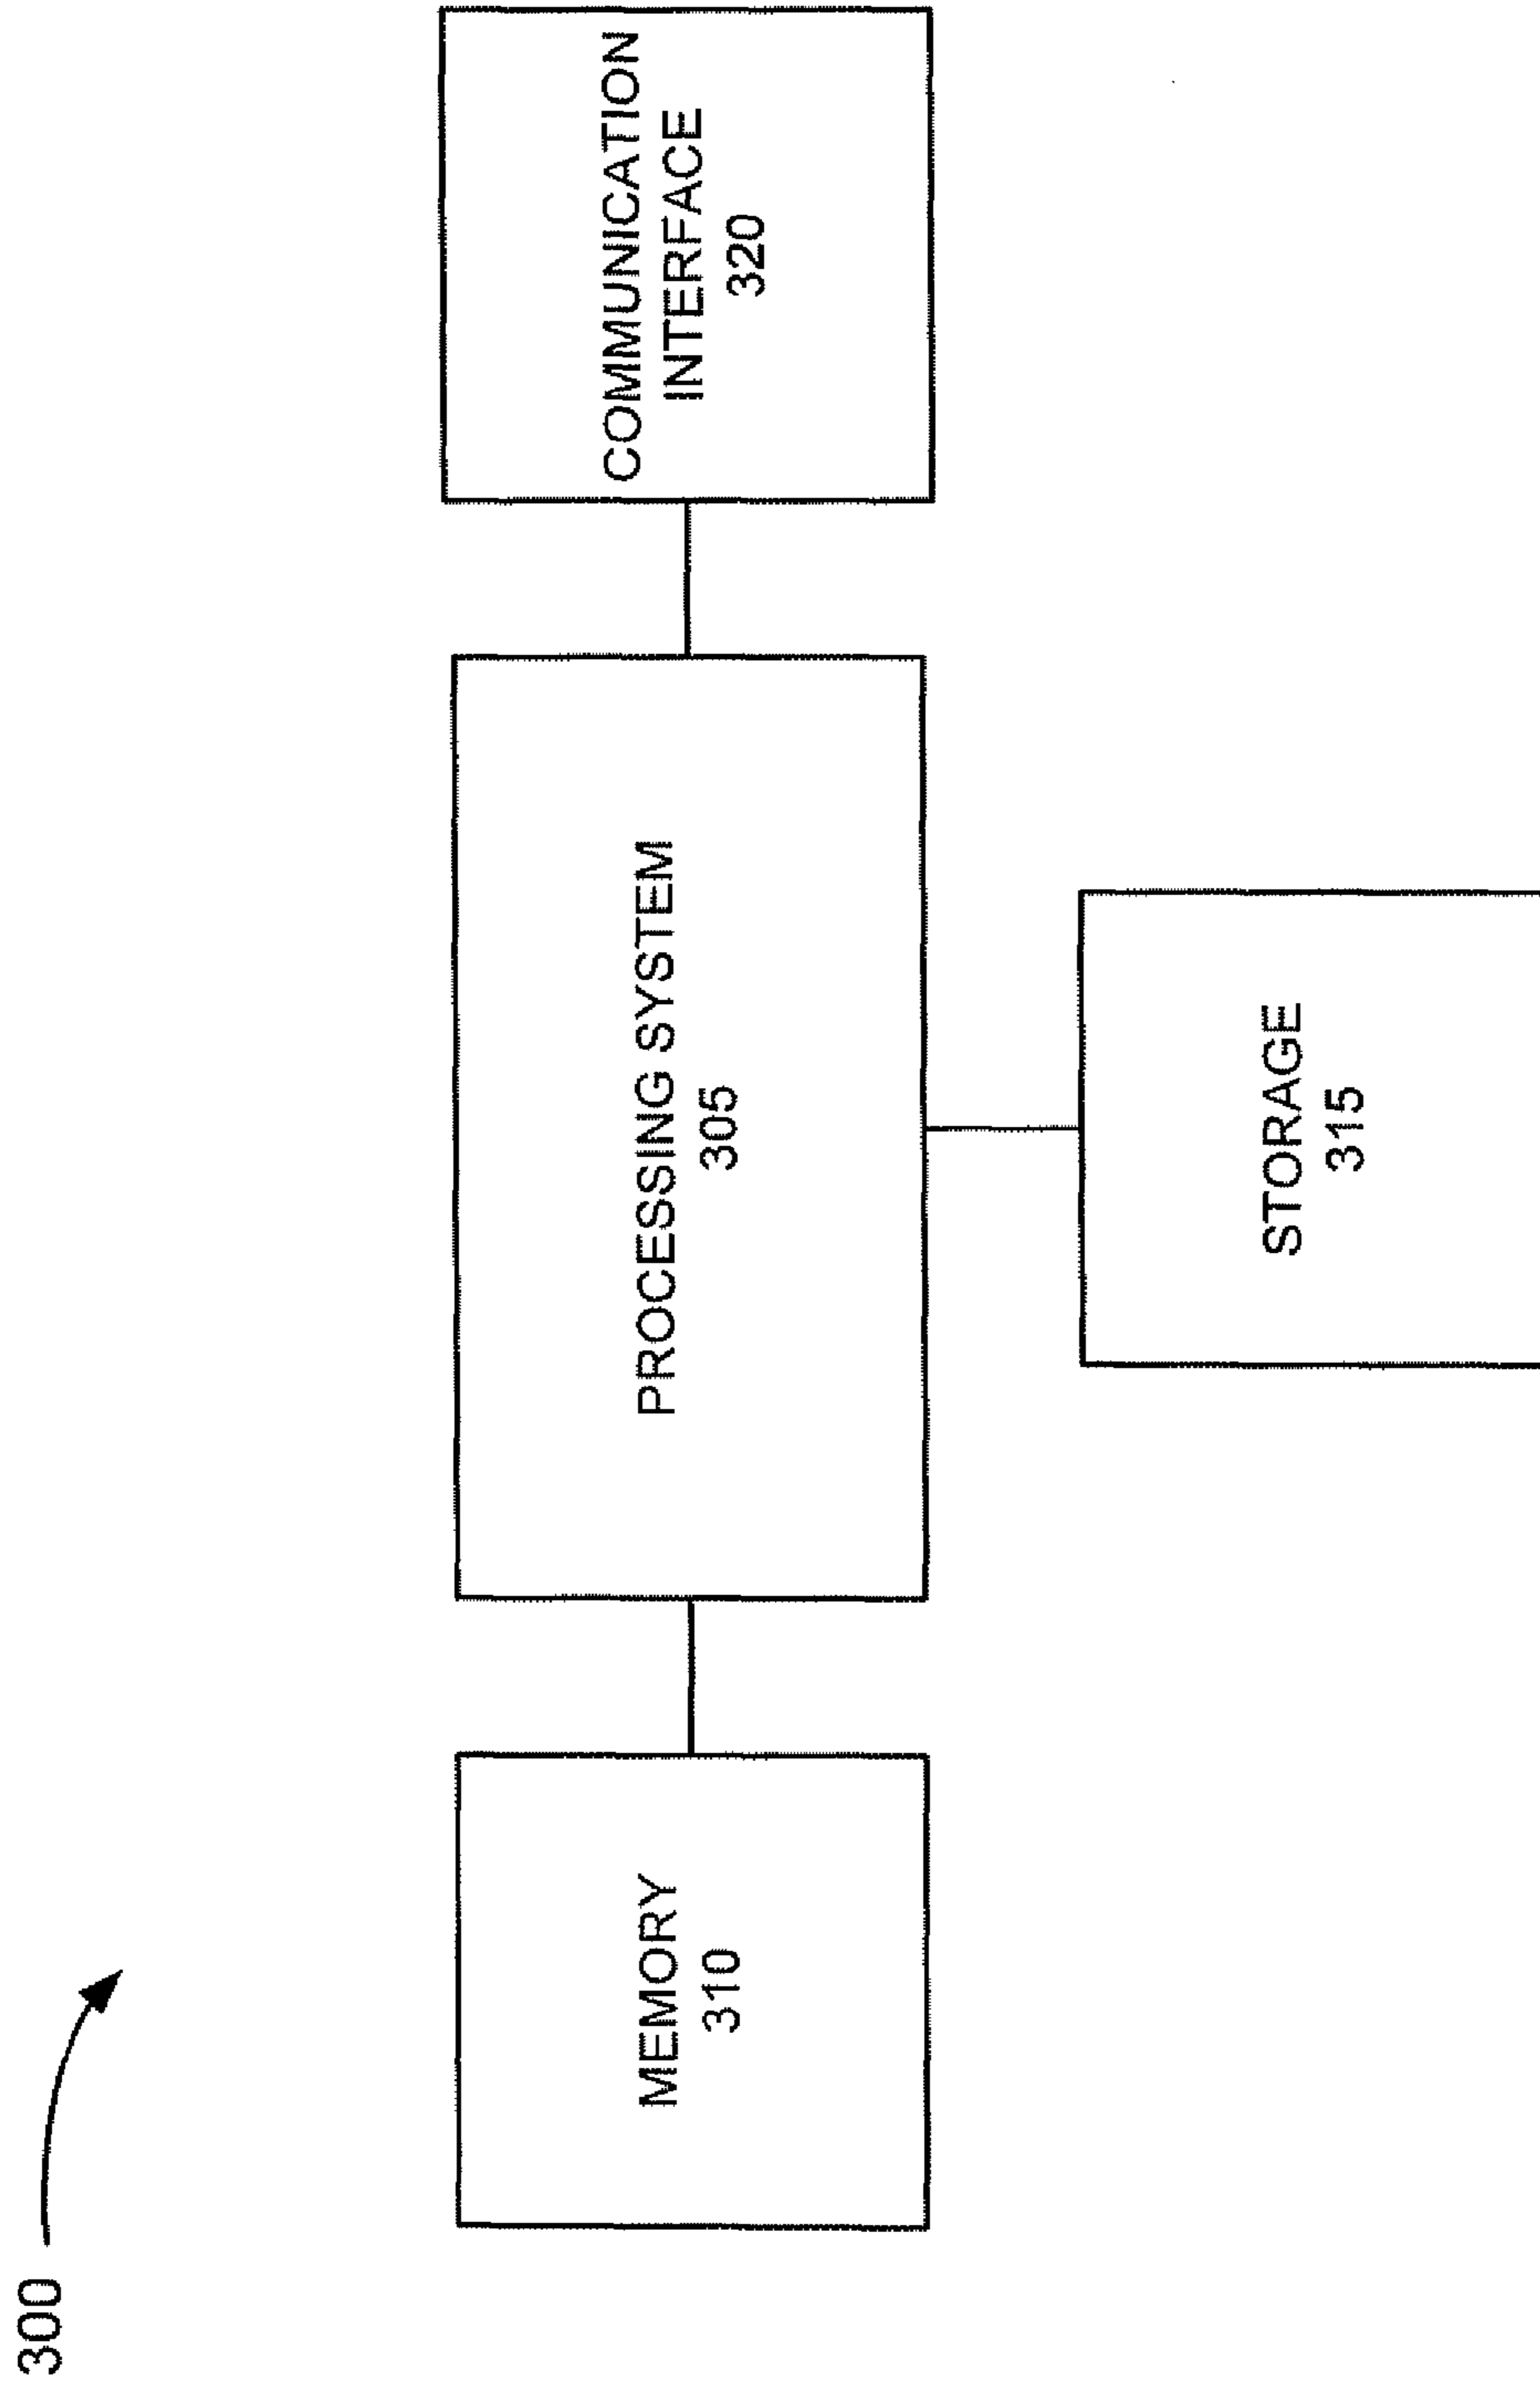 300
MEMORY
310
PROCESSING SYSTEM
305
COMMUNICATION
INTERFACE
320
STORAGE
315